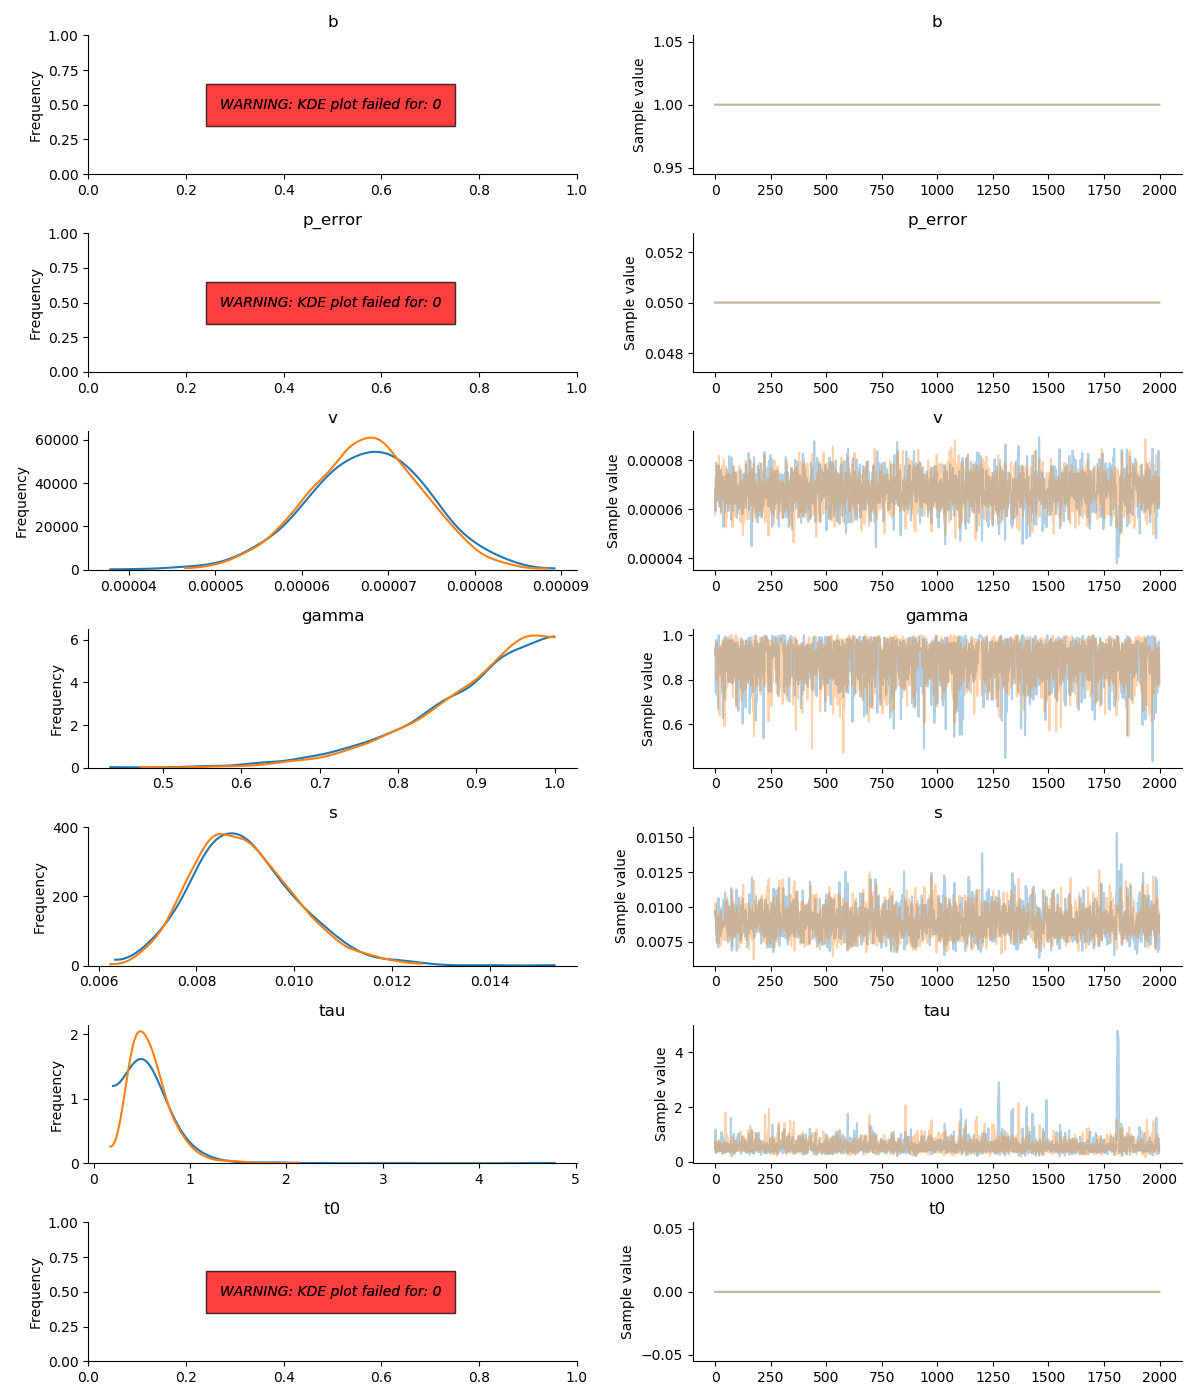 b
1.00
0.75
0.50
0.25
0.00
Frequency
WARNING: KDE plot failed for: 0
0.0 0.2 0.4 0.6 0.8 1.0
b
1.05
1.00
0.95
Sample value
0 250 500 750 1000 1250 1500 1750 2000
p_error
1.00
0.75
0.50
0.25
0.00
Frequency
WARNING: KDE plot failed for: 0
0.0 0.2 0.4 0.6 0.8 1.0
p_error
0.052
0.050
0.048
Sample value
0 250 500 750 1000 1250 1500 1750 2000
v
60000
40000
20000
0
Frequency
0.00004 0.00005 0.00006 0.00007 0.00008 0.00009
v
0.00008
0.00006
0.00004
Sample value
0 250 500 750 1000 1250 1500 1750 2000
gamma
6
4
2
0
Frequency
0.5 0.6 0.7 0.8 0.9 1.0
gamma
1.0
0.8
0.6
Sample value
0 250 500 750 1000 1250 1500 1750 2000
s
400
200
0
Frequency
0.006 0.008 0.010 0.012 0.014
s
0.0150
0.0125
0.0100
0.0075
Sample value
0 250 500 750 1000 1250 1500 1750 2000
tau
2
1
0
Frequency
0 1 2 3 4 5
tau
4
2
0
Sample value
0 250 500 750 1000 1250 1500 1750 2000
t0
1.00
0.75
0.50
0.25
0.00
Frequency
WARNING: KDE plot failed for: 0
0.0 0.2 0.4 0.6 0.8 1.0
t0
0.05
0.00
−0.05
Sample value
0 250 500 750 1000 1250 1500 1750 2000